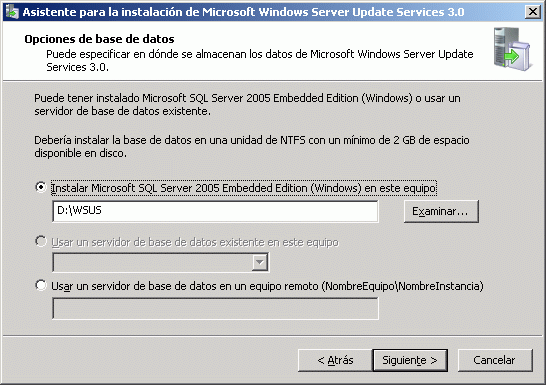 Asistente para la instalación de Microsoft Windows Server Update Services 3.0
Opciones de base de datos
Puede especificar en dónde se almacenan los datos de Microsoft Windows Server Update
Services 3.0.
Puede tener instalado Microsoft SQL Server 2005 Embedded Edition (Windows) o usar un
servidor de base de datos existente.
Debería instalar la base de datos en una unidad de NTFS con un mínimo de 2 GB de espacio
disponible en disco.
Instalar Microsoft SQL Server 2005 Embedded Edition (Windows) en este equipo
D:\WSUS
Examinar...
Usar un servidor de base de datos existente en este equipo
Usar un servidor de base de datos en un equipo remoto (NombreEquipo\NombreInstancia)
< Atrás
Siguiente >
Cancelar